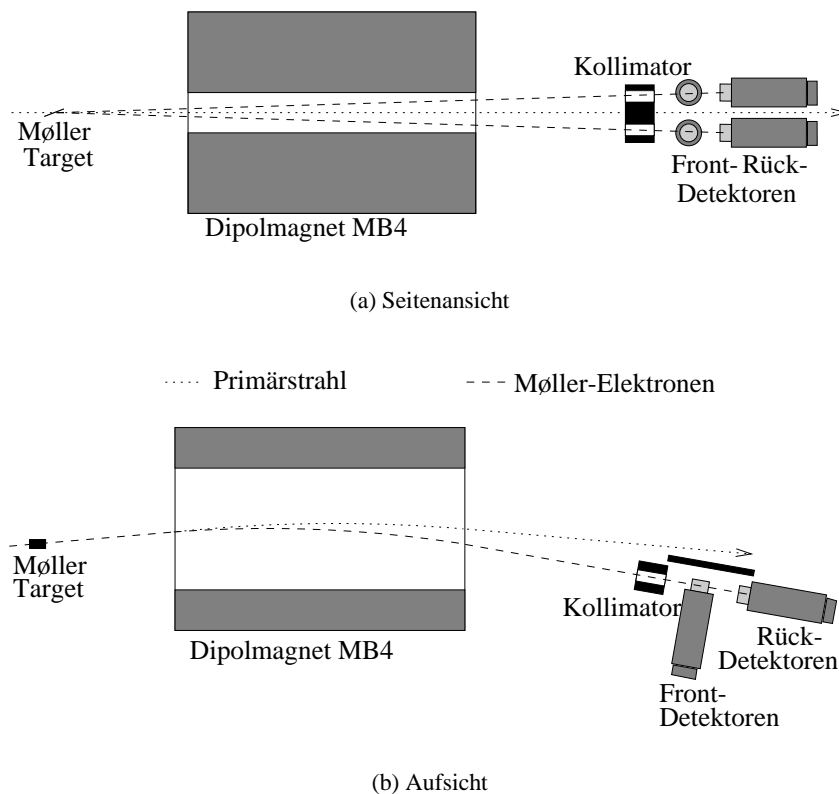 Kollimator
Møller
Target
Front- Rück-
Detektoren
Dipolmagnet MB4
(a) Seitenansicht
Primärstrahl
Møller-Elektronen
Møller
Target
Kollimator
Dipolmagnet MB4
Rück-
Detektoren
Front-
Detektoren
(b) Aufsicht